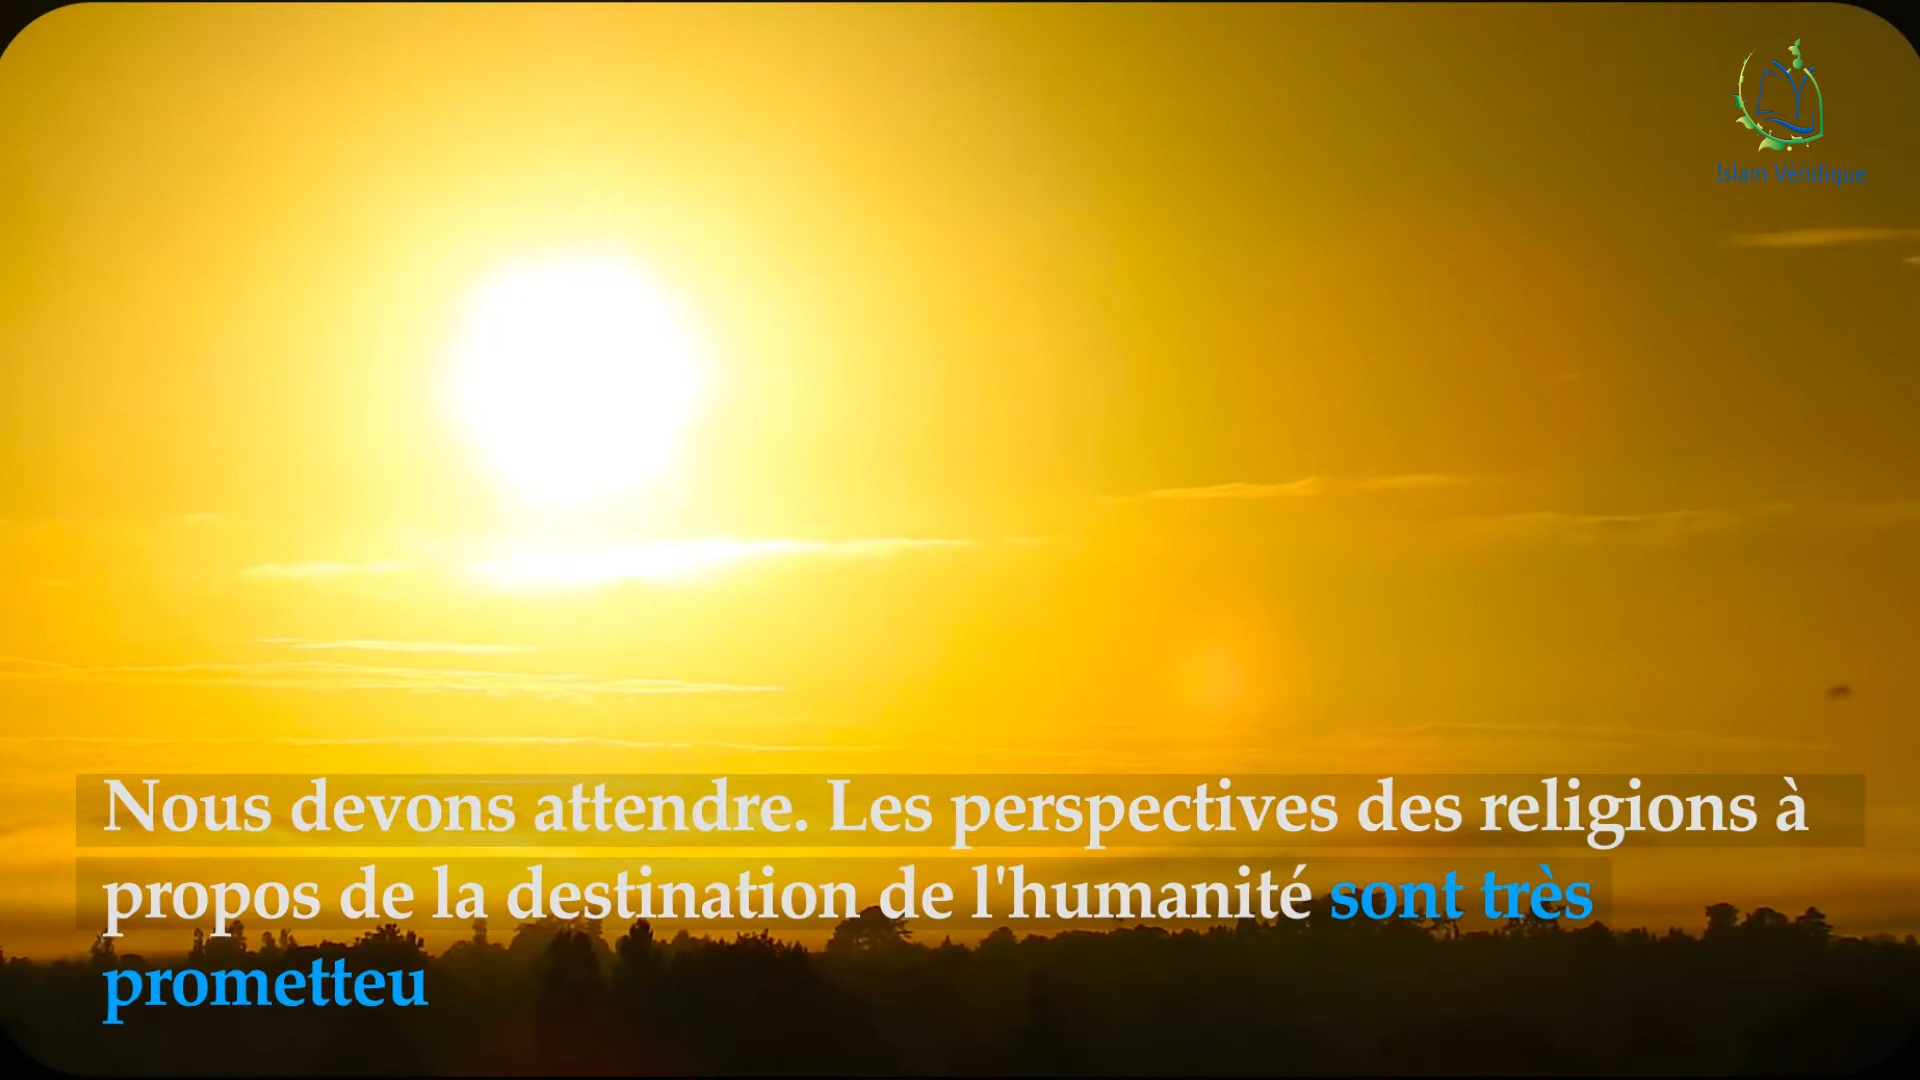 Islam Véridique
Nous devons attendre. Les perspectives des religions à
propos de la destination de l'humanité sont très
prometteu